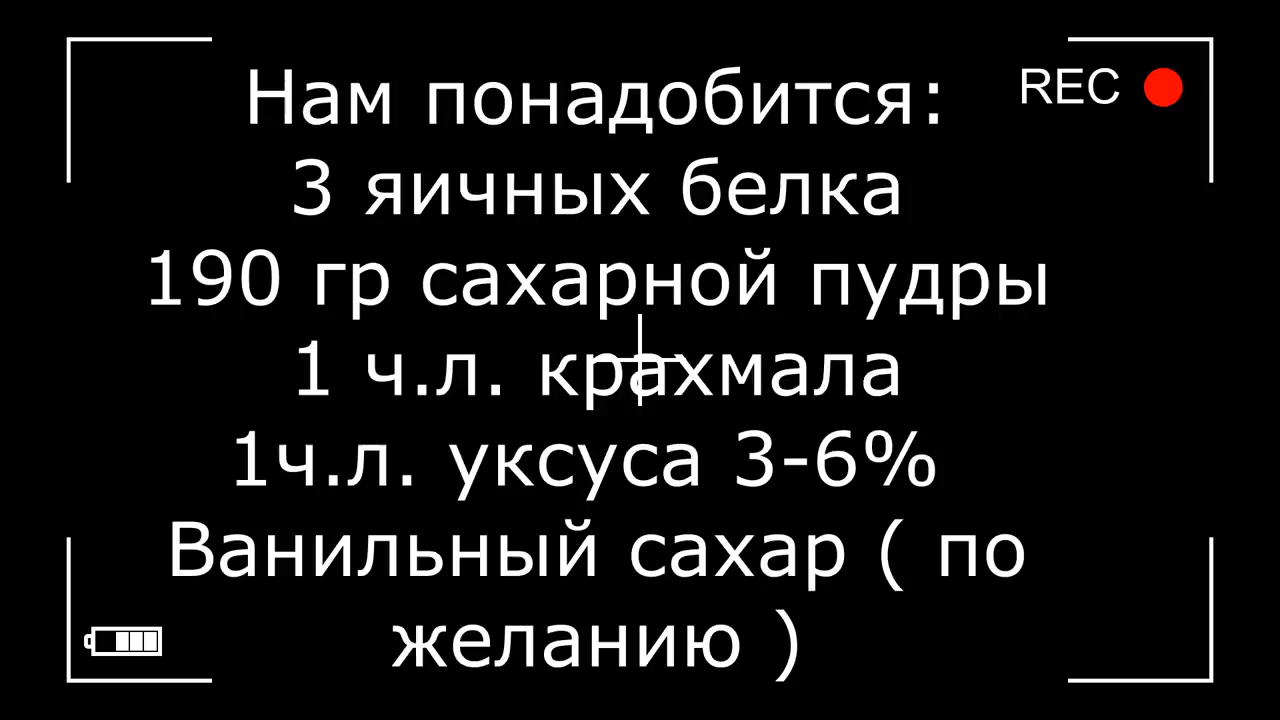 Нам понадобится:
REC
3 яичных белка
190 гр сахарной пудры
1 ч.л. крахмала
1ч.л. уксуса 3-6%
Ванильный сахар ( по
желанию )